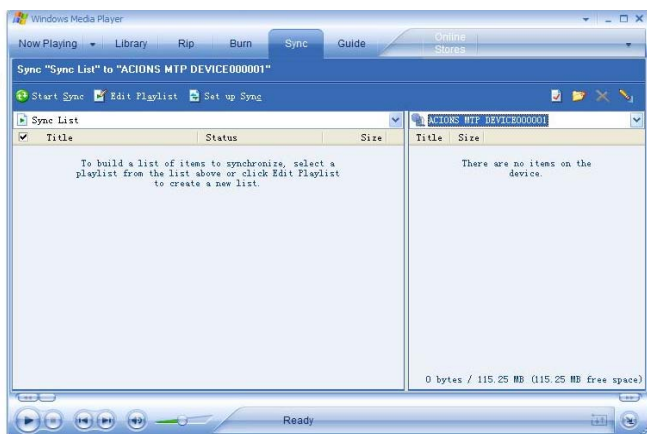 Windows Media Player
Now Playing Library Rip Burn Sync Guide Online Stores
Sync "Sync List" to "ACIONS MTP DEVICE000001"
Start Sync Edit Playlist Set up Sync
Sync List ACIONS MTP DEVICE000001
Title Status Size Title Size
To build a list of items to synchronize, select a
playlist from the list above or click Edit Playlist
to create a new list.
There are no items on the
device.
0 bytes / 115.25 MB (115.25 MB free space)
Ready